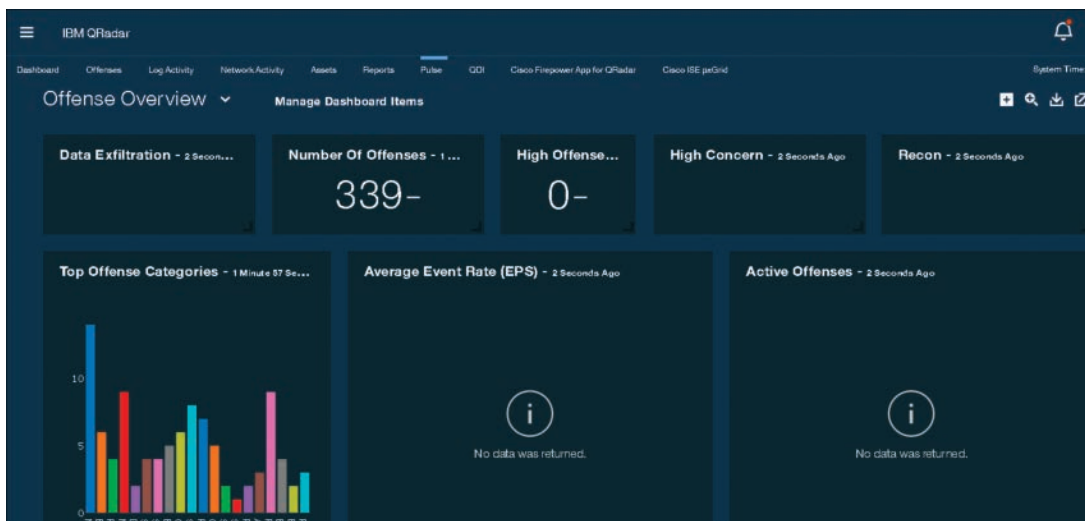 IBM QRadar
Dashboard Offenses Log Activity Network Activity Assets Reports Pulse QDI Cisco Firepower App for QRadar Cisco ISE pxGrid System Time
Offense Overview Manage Dashboard Items
Data Exfiltration - 2 Secon... Number Of Offenses - 1 ... High Offense... High Concern - 2 Seconds Ago Recon - 2 Seconds Ago
339- 0-
Top Offense Categories - 1 Minute 57 Se... Average Event Rate (EPS) - 2 Seconds Ago Active Offenses - 2 Seconds Ago
10
5
No data was returned. No data was returned.
0